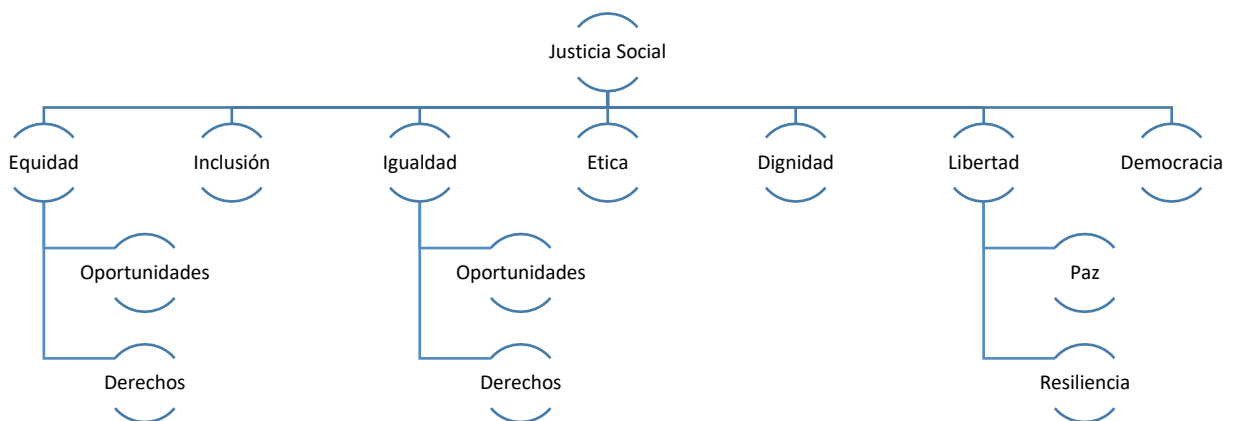 Justicia Social
Equidad
Inclusión
Igualdad
Etica
Dignidad
Libertad
Democracia
Oportunidades
Oportunidades
Paz
Derechos
Derechos
Resiliencia